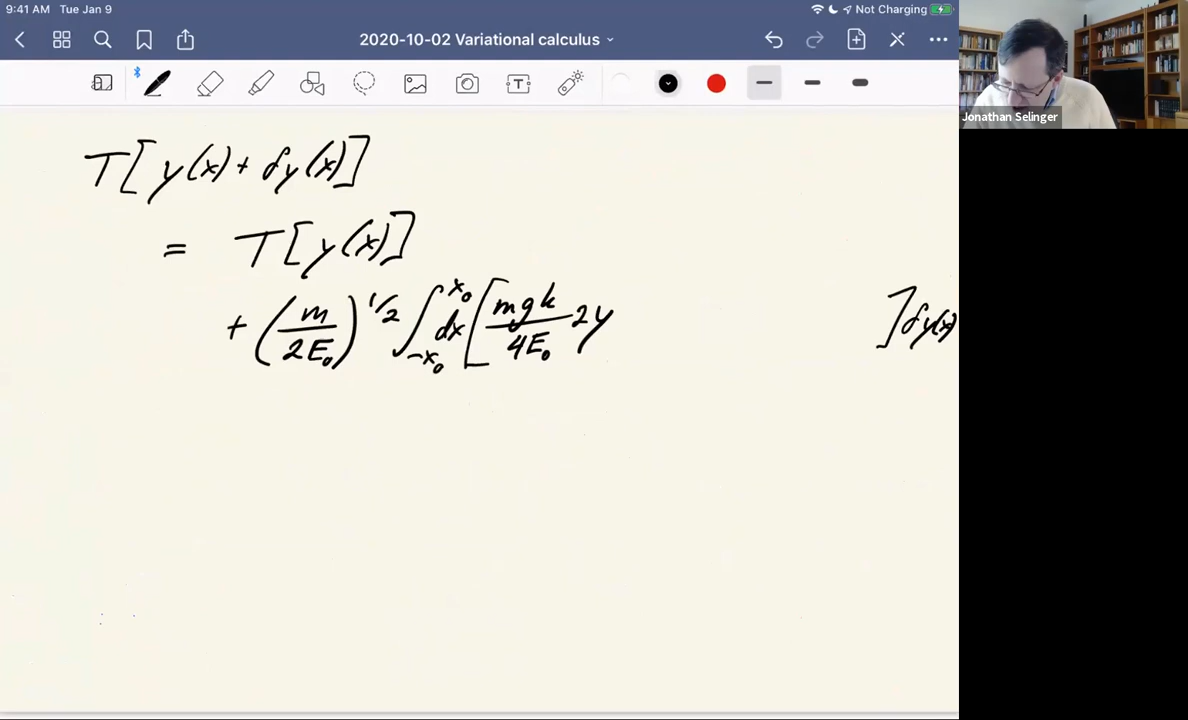 9:41 AM Tue Jan 9
Not Charging
2020-10-02 Variational calculus
Jonathan Selinger
T[y(x) + δy(x)]
= T[y(x)]
+ (m/2E₀)^1/2 ∫_{-x₀}^{x₀} dx [mgk/4E₀ 2y ] δy(x)